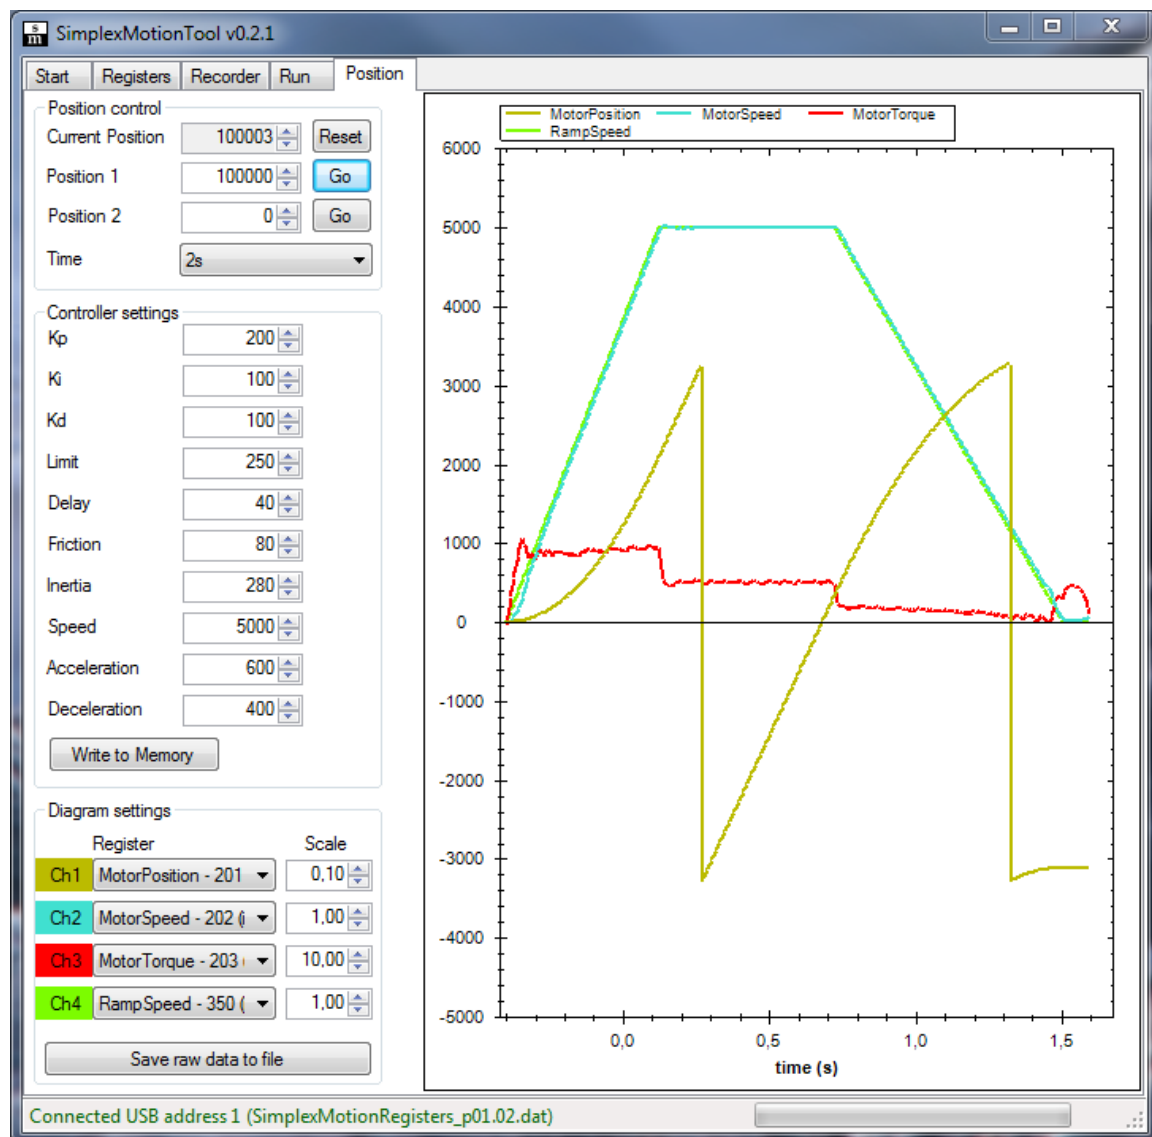 s
m
SimplexMotionTool v0.2.1
Start Registers Recorder Run Position
Position control
Current Position 100003 Reset
Position 1 100000 Go
Position 2 0 Go
Time 2s
Controller settings
Kp 200
Ki 100
Kd 100
Limit 250
Delay 40
Friction 80
Inertia 280
Speed 5000
Acceleration 600
Deceleration 400
Write to Memory
Diagram settings
Register Scale
Ch1 MotorPosition - 201 0,10
Ch2 MotorSpeed - 202 (i 1,00
Ch3 MotorTorque - 203 10,00
Ch4 RampSpeed - 350 ( 1,00
Save raw data to file
MotorPosition MotorSpeed MotorTorque
RampSpeed
6000
5000
4000
3000
2000
1000
0
-1000
-2000
-3000
-4000
-5000
0,0 0,5 1,0 1,5
time (s)
Connected USB address 1 (SimplexMotionRegisters_p01.02.dat)